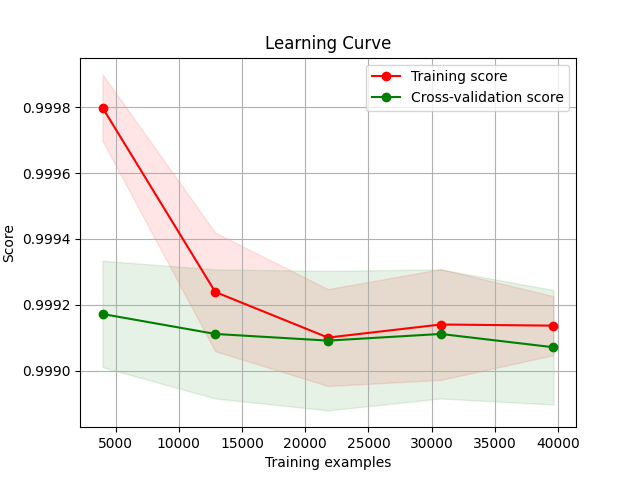 Learning Curve
Training score
Cross-validation score
0.9998
0.9996
0.9994
0.9992
0.9990
Score
5000 10000 15000 20000 25000 30000 35000 40000
Training examples